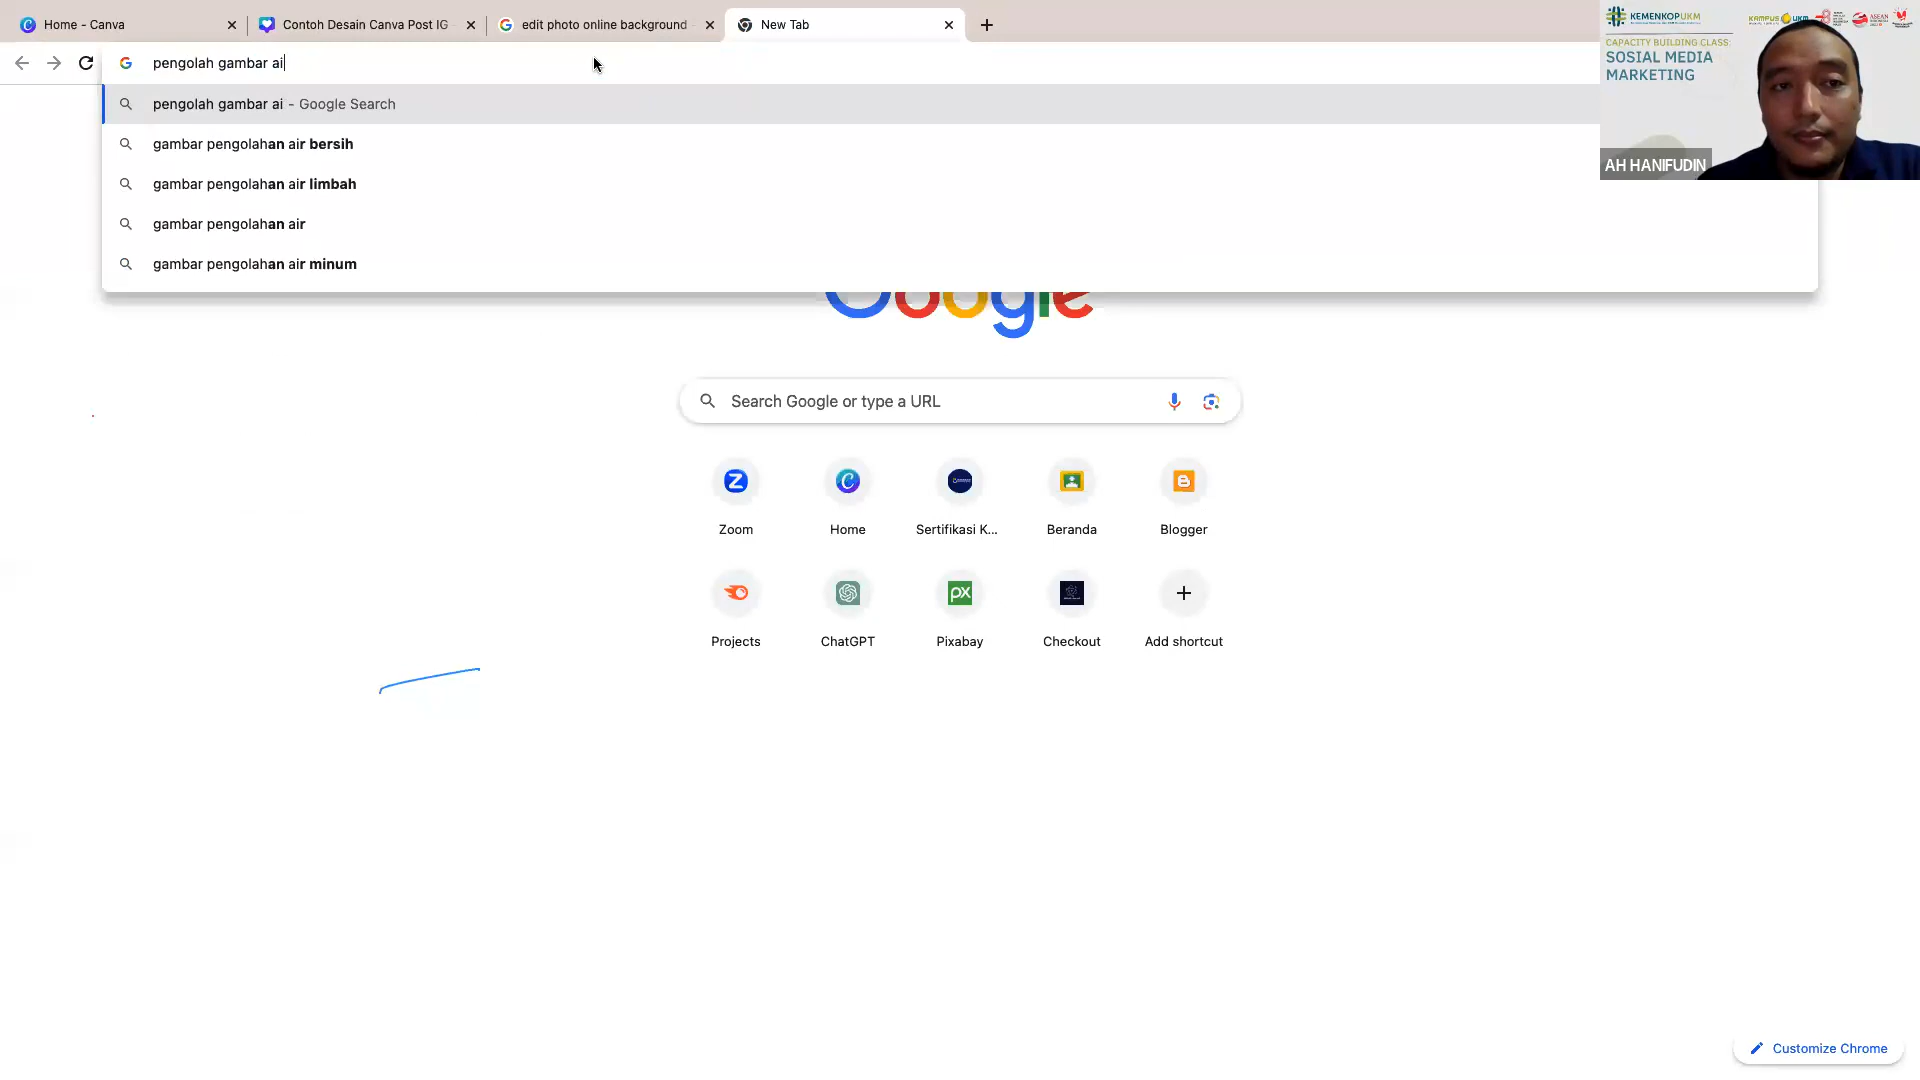 Home - Canva
Contoh Desain Canva Post IG
edit photo online background
New Tab
pengolah gambar ai
pengolah gambar ai - Google Search
gambar pengolahan air bersih
gambar pengolahan air limbah
gambar pengolahan air
gambar pengolahan air minum
KEMENKOPUKM
KAMPUS UKM
CAPACITY BUILDING CLASS:
SOSIAL MEDIA
MARKETING
AH HANIFUDIN
Google
Search Google or type a URL
Zoom
Home
Sertifikasi K...
Beranda
Blogger
Projects
ChatGPT
Pixabay
Checkout
Add shortcut
Customize Chrome